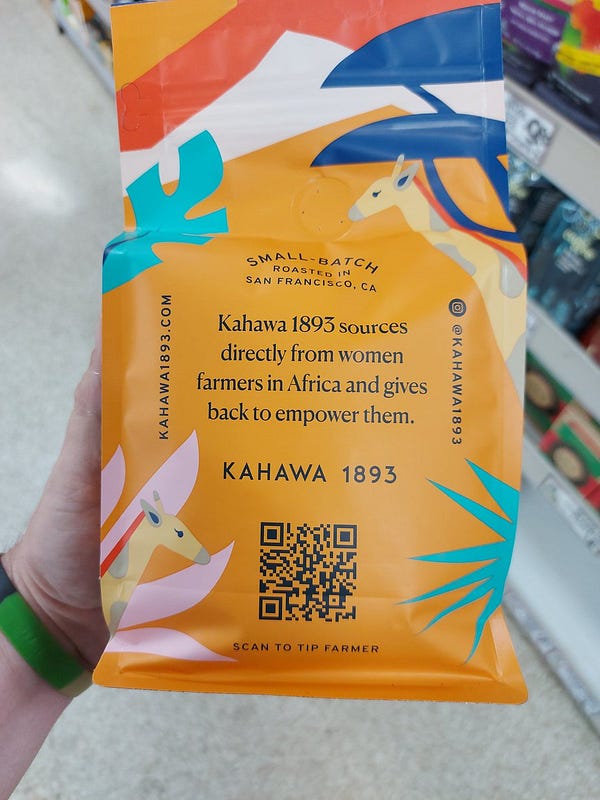 SMALL-BATCH
ROASTED IN
SAN FRANCISCO, CA
KAHAWA1893.COM
@KAHAWA1893
Kahawa 1893 sources
directly from women
farmers in Africa and gives
back to empower them.
KAHAWA 1893
SCAN TO TIP FARMER